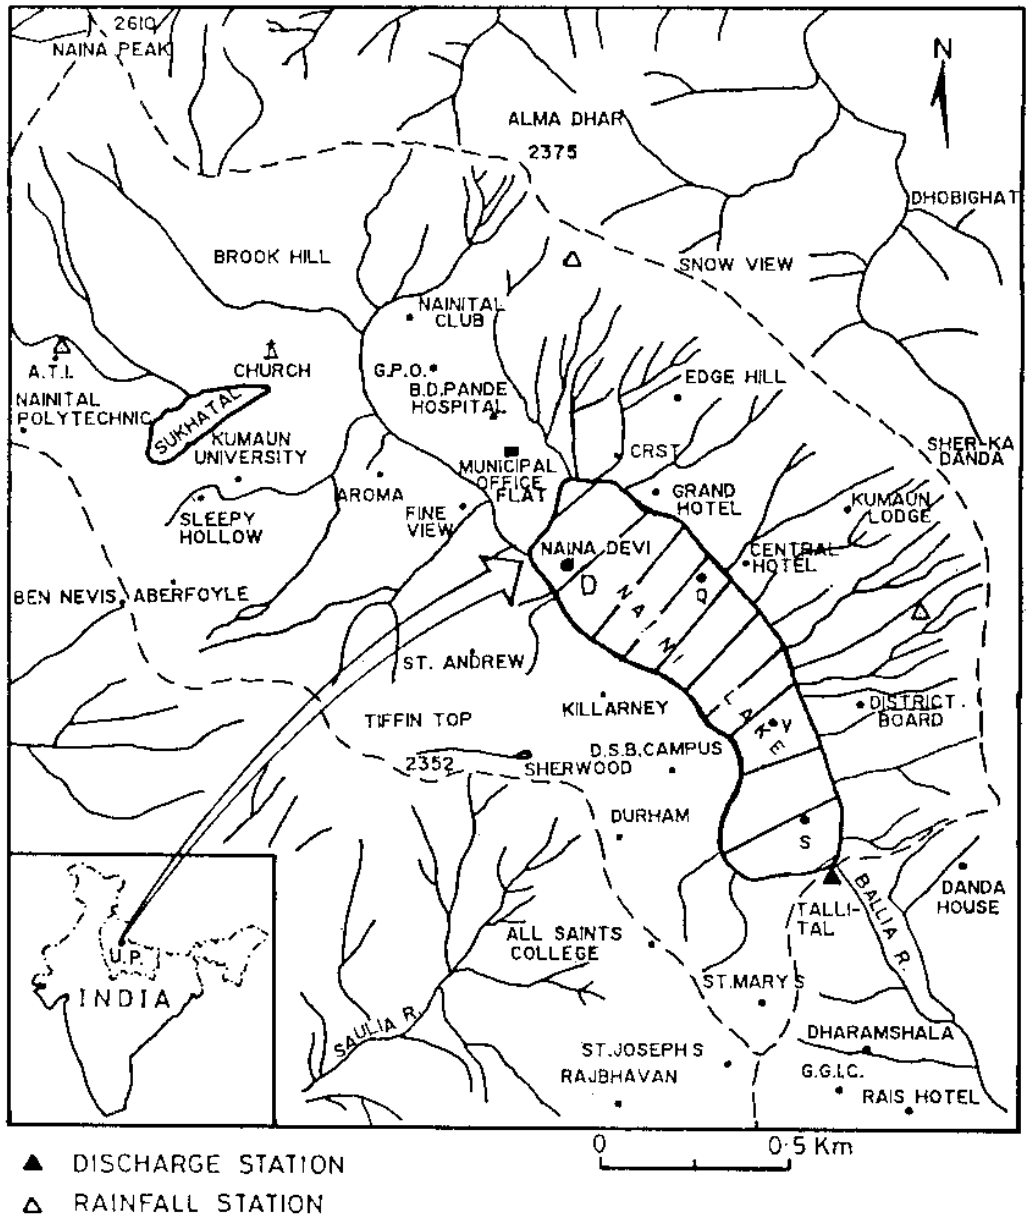 2610
NAINA PEAK
N
ALMA DHAR
2375
DHOBIGHAT
BROOK HILL
SNOW VIEW
NAINITAL
CLUB
A.T.I.
CHURCH
G.P.O.
B.D.PANDE
HOSPITAL
EDGE HILL
NAINITAL
POLYTECHNIC
SUKHATAL
KUMAUN
UNIVERSITY
SHER-KA
DANDA
CRST
MUNICIPAL
OFFICE
FLAT
AROMA
GRAND
HOTEL
KUMAUN
LODGE
SLEEPY
HOLLOW
FINE
VIEW
NAINA DEVI
CENTRAL
HOTEL
BEN NEVIS
ABERFOYLE
D
Q
NAINI LAKE
ST. ANDREW
KILLARNEY
DISTRICT
BOARD
TIFFIN TOP
V
D.S.B. CAMPUS
2352
SHERWOOD
DURHAM
S
DANDA
HOUSE
TALLI-
TAL
BALLIA R.
ALL SAINTS
COLLEGE
U.P.
INDIA
ST.MARY S
SAULIA R.
DHARAMSHALA
ST.JOSEPH S
RAJBHAVAN
G.G.I.C.
RAIS HOTEL
0 0.5 Km
DISCHARGE STATION
RAINFALL STATION